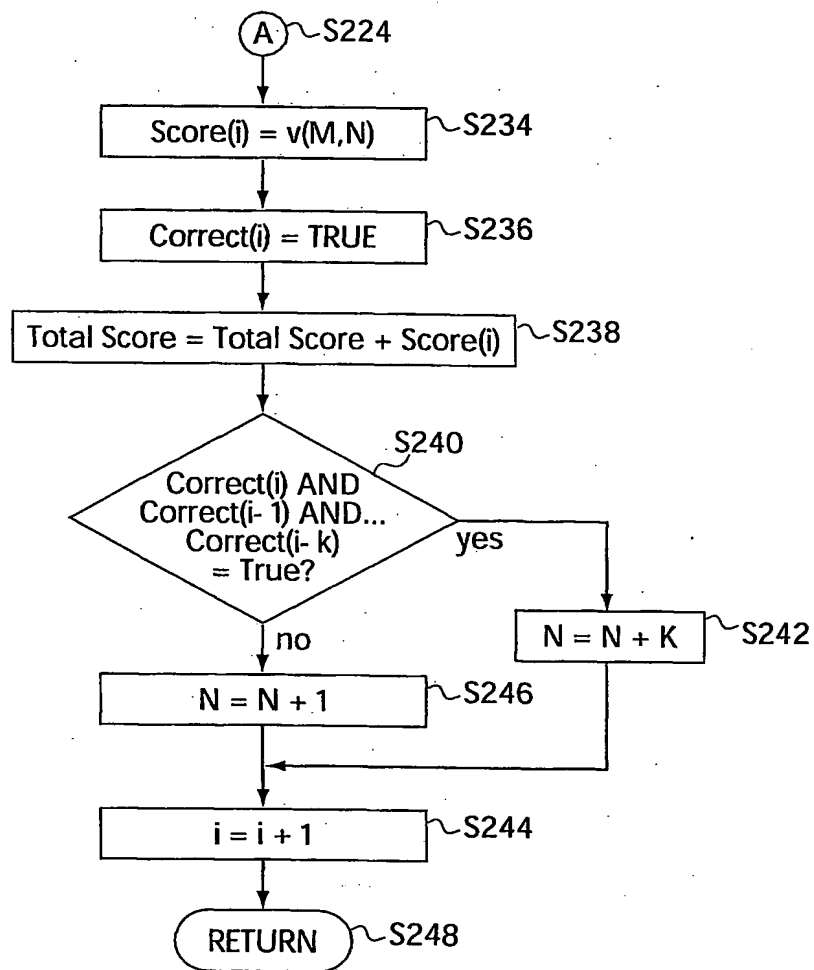 A S224
Score(i) = v(M,N) S234
Correct(i) = TRUE S236
Total Score = Total Score + Score(i) S238
S240
Correct(i) AND
Correct(i- 1) AND...
Correct(i- k)
= True?
yes
no
N = N + K S242
N = N + 1 S246
i = i + 1 S244
RETURN S248